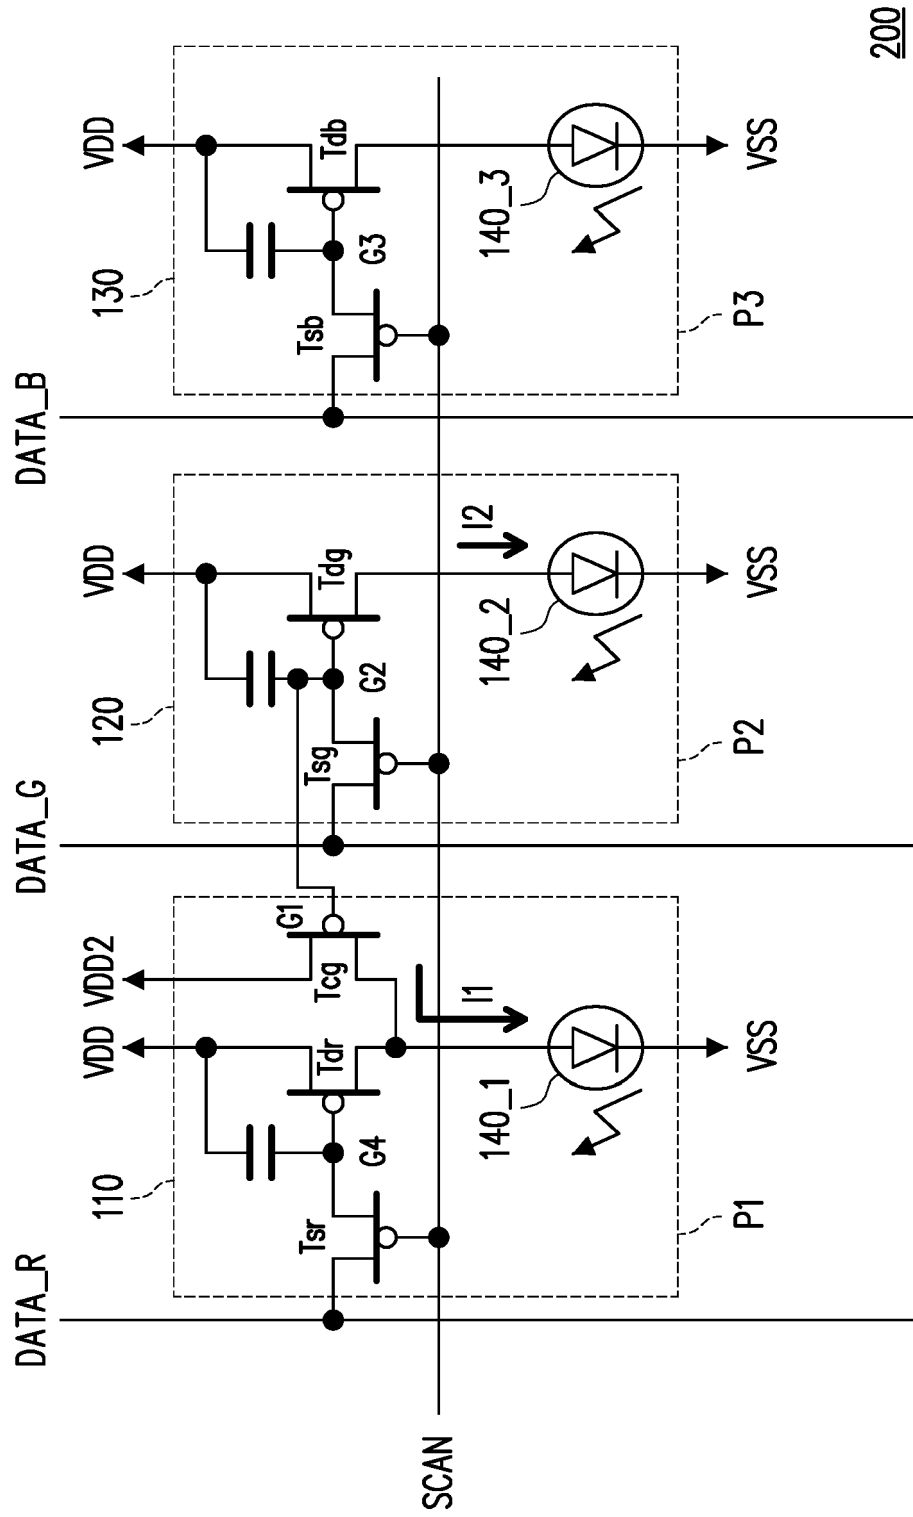 DATA_R
DATA_G
DATA_B
110
VDD
VDD2
120
VDD
130
VDD
Tsr
G4
Tdr
Tcg
G1
Tsg
G2
Tdg
Tsb
G3
Tdb
SCAN
I1
I2
140_1
140_2
140_3
P1
VSS
P2
VSS
P3
VSS
200